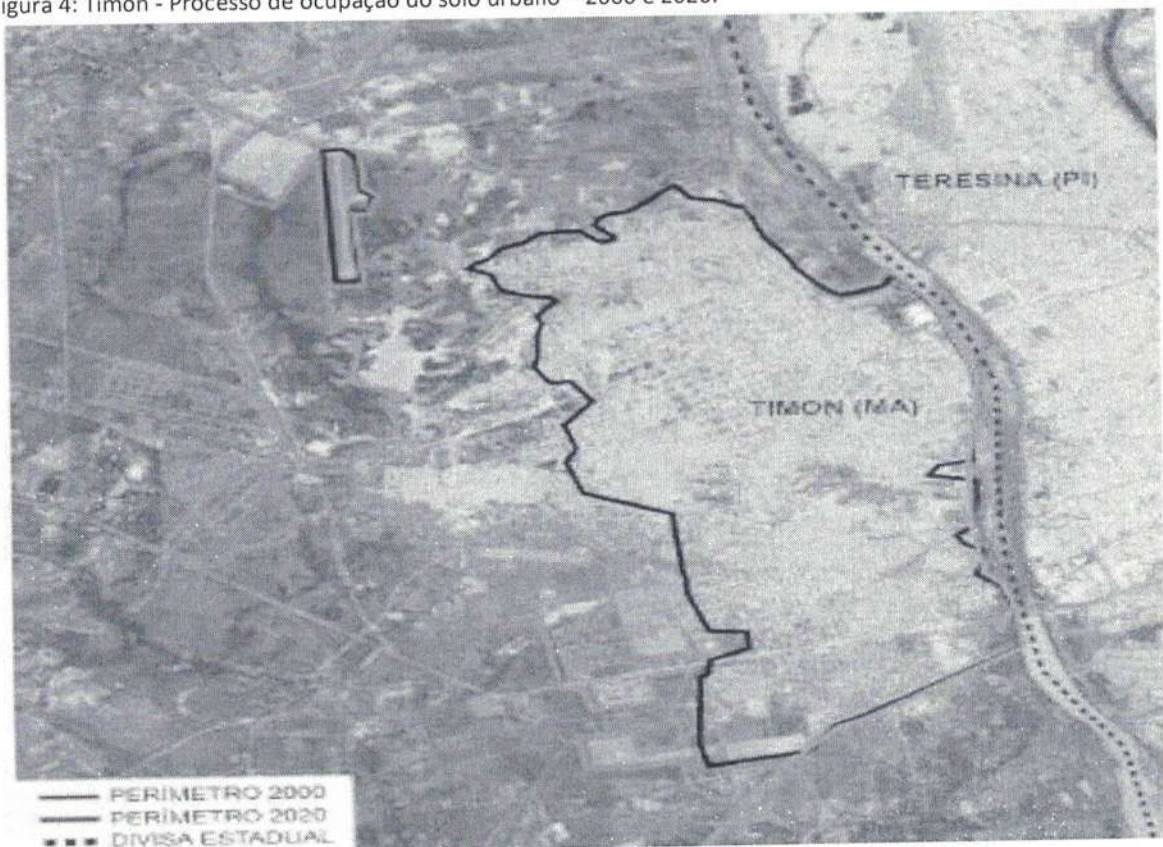 igura 4: Timon - Processo de ocupação do solo urbano – 2000 e 2020.
TERESINA (PI)
TIMON (MA)
PERÍMETRO 2000
PERÍMETRO 2020
DIVISA ESTADUAL